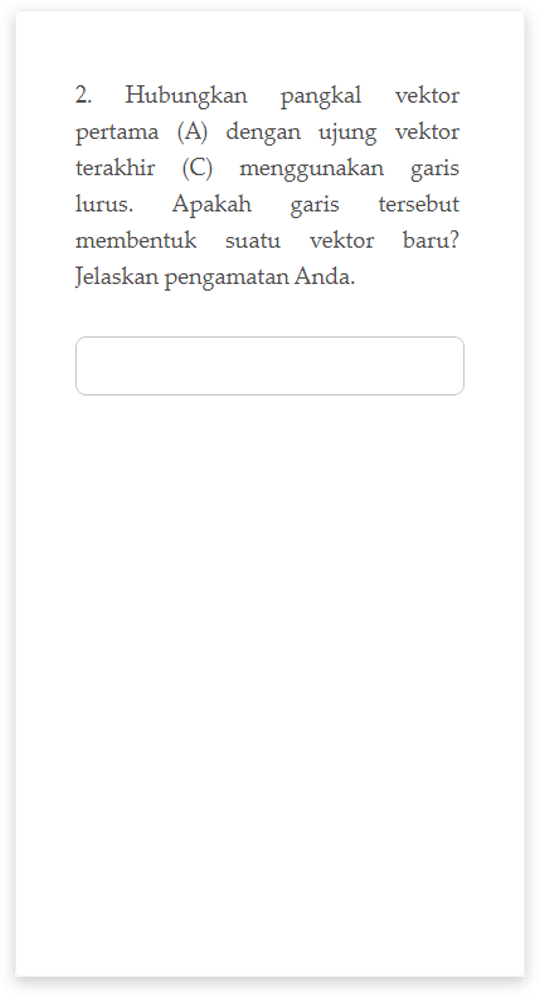 2. Hubungkan pangkal vektor
pertama (A) dengan ujung vektor
terakhir (C) menggunakan garis
lurus. Apakah garis tersebut
membentuk suatu vektor baru?
Jelaskan pengamatan Anda.